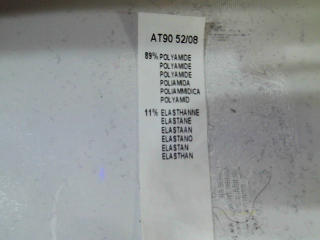 AT90 52/08
89% POLYAMIDE
POLYAMIDE
POLYAMIDE
POLIAMIDA
POLIAMMIDICA
POLYAMID
11% ELASTHANNE
ELASTANE
ELASTAAN
ELASTANO
ELASTAN
ELASTHAN